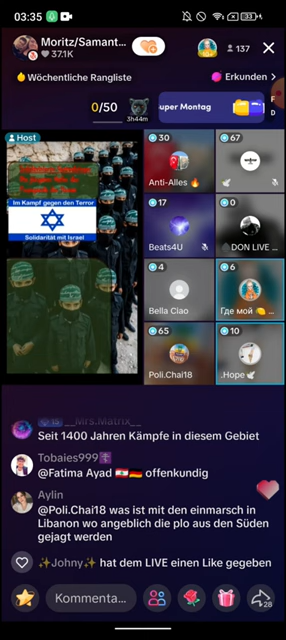 03:35
53
Moritz/Samant...
37.1K
137
Wöchentliche Rangliste
Erkunden >
0/50
3h44m
uper Montag
F
D
Host
Im Kampf gegen den Terror
Solidarität mit Israel
30
Anti-Alles 🔥
67
🕊
17
Beats4U
0
DON LIVE ...
4
Bella Ciao
6
Где мой 🍋 ...
65
Poli.Chai18
10
.Hope🕊
__Mrs.Matrix__
Seit 1400 Jahren Kämpfe in diesem Gebiet
Tobaies999
@Fatima Ayad 🇱🇧🇩🇪 offenkundig
Aylin
@Poli.Chai18 was ist mit den einmarsch in
Libanon wo angeblich die plo aus den Süden
gejagt werden
✨Johny✨ hat dem LIVE einen Like gegeben
Kommenta...
28